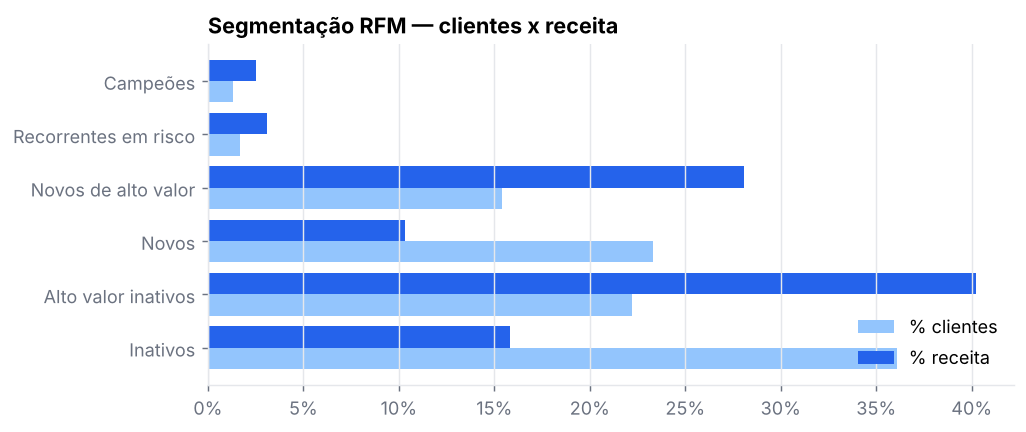 Segmentação RFM — clientes x receita
Campeões
Recorrentes em risco
Novos de alto valor
Novos
Alto valor inativos
Inativos
% clientes
% receita
0% 5% 10% 15% 20% 25% 30% 35% 40%